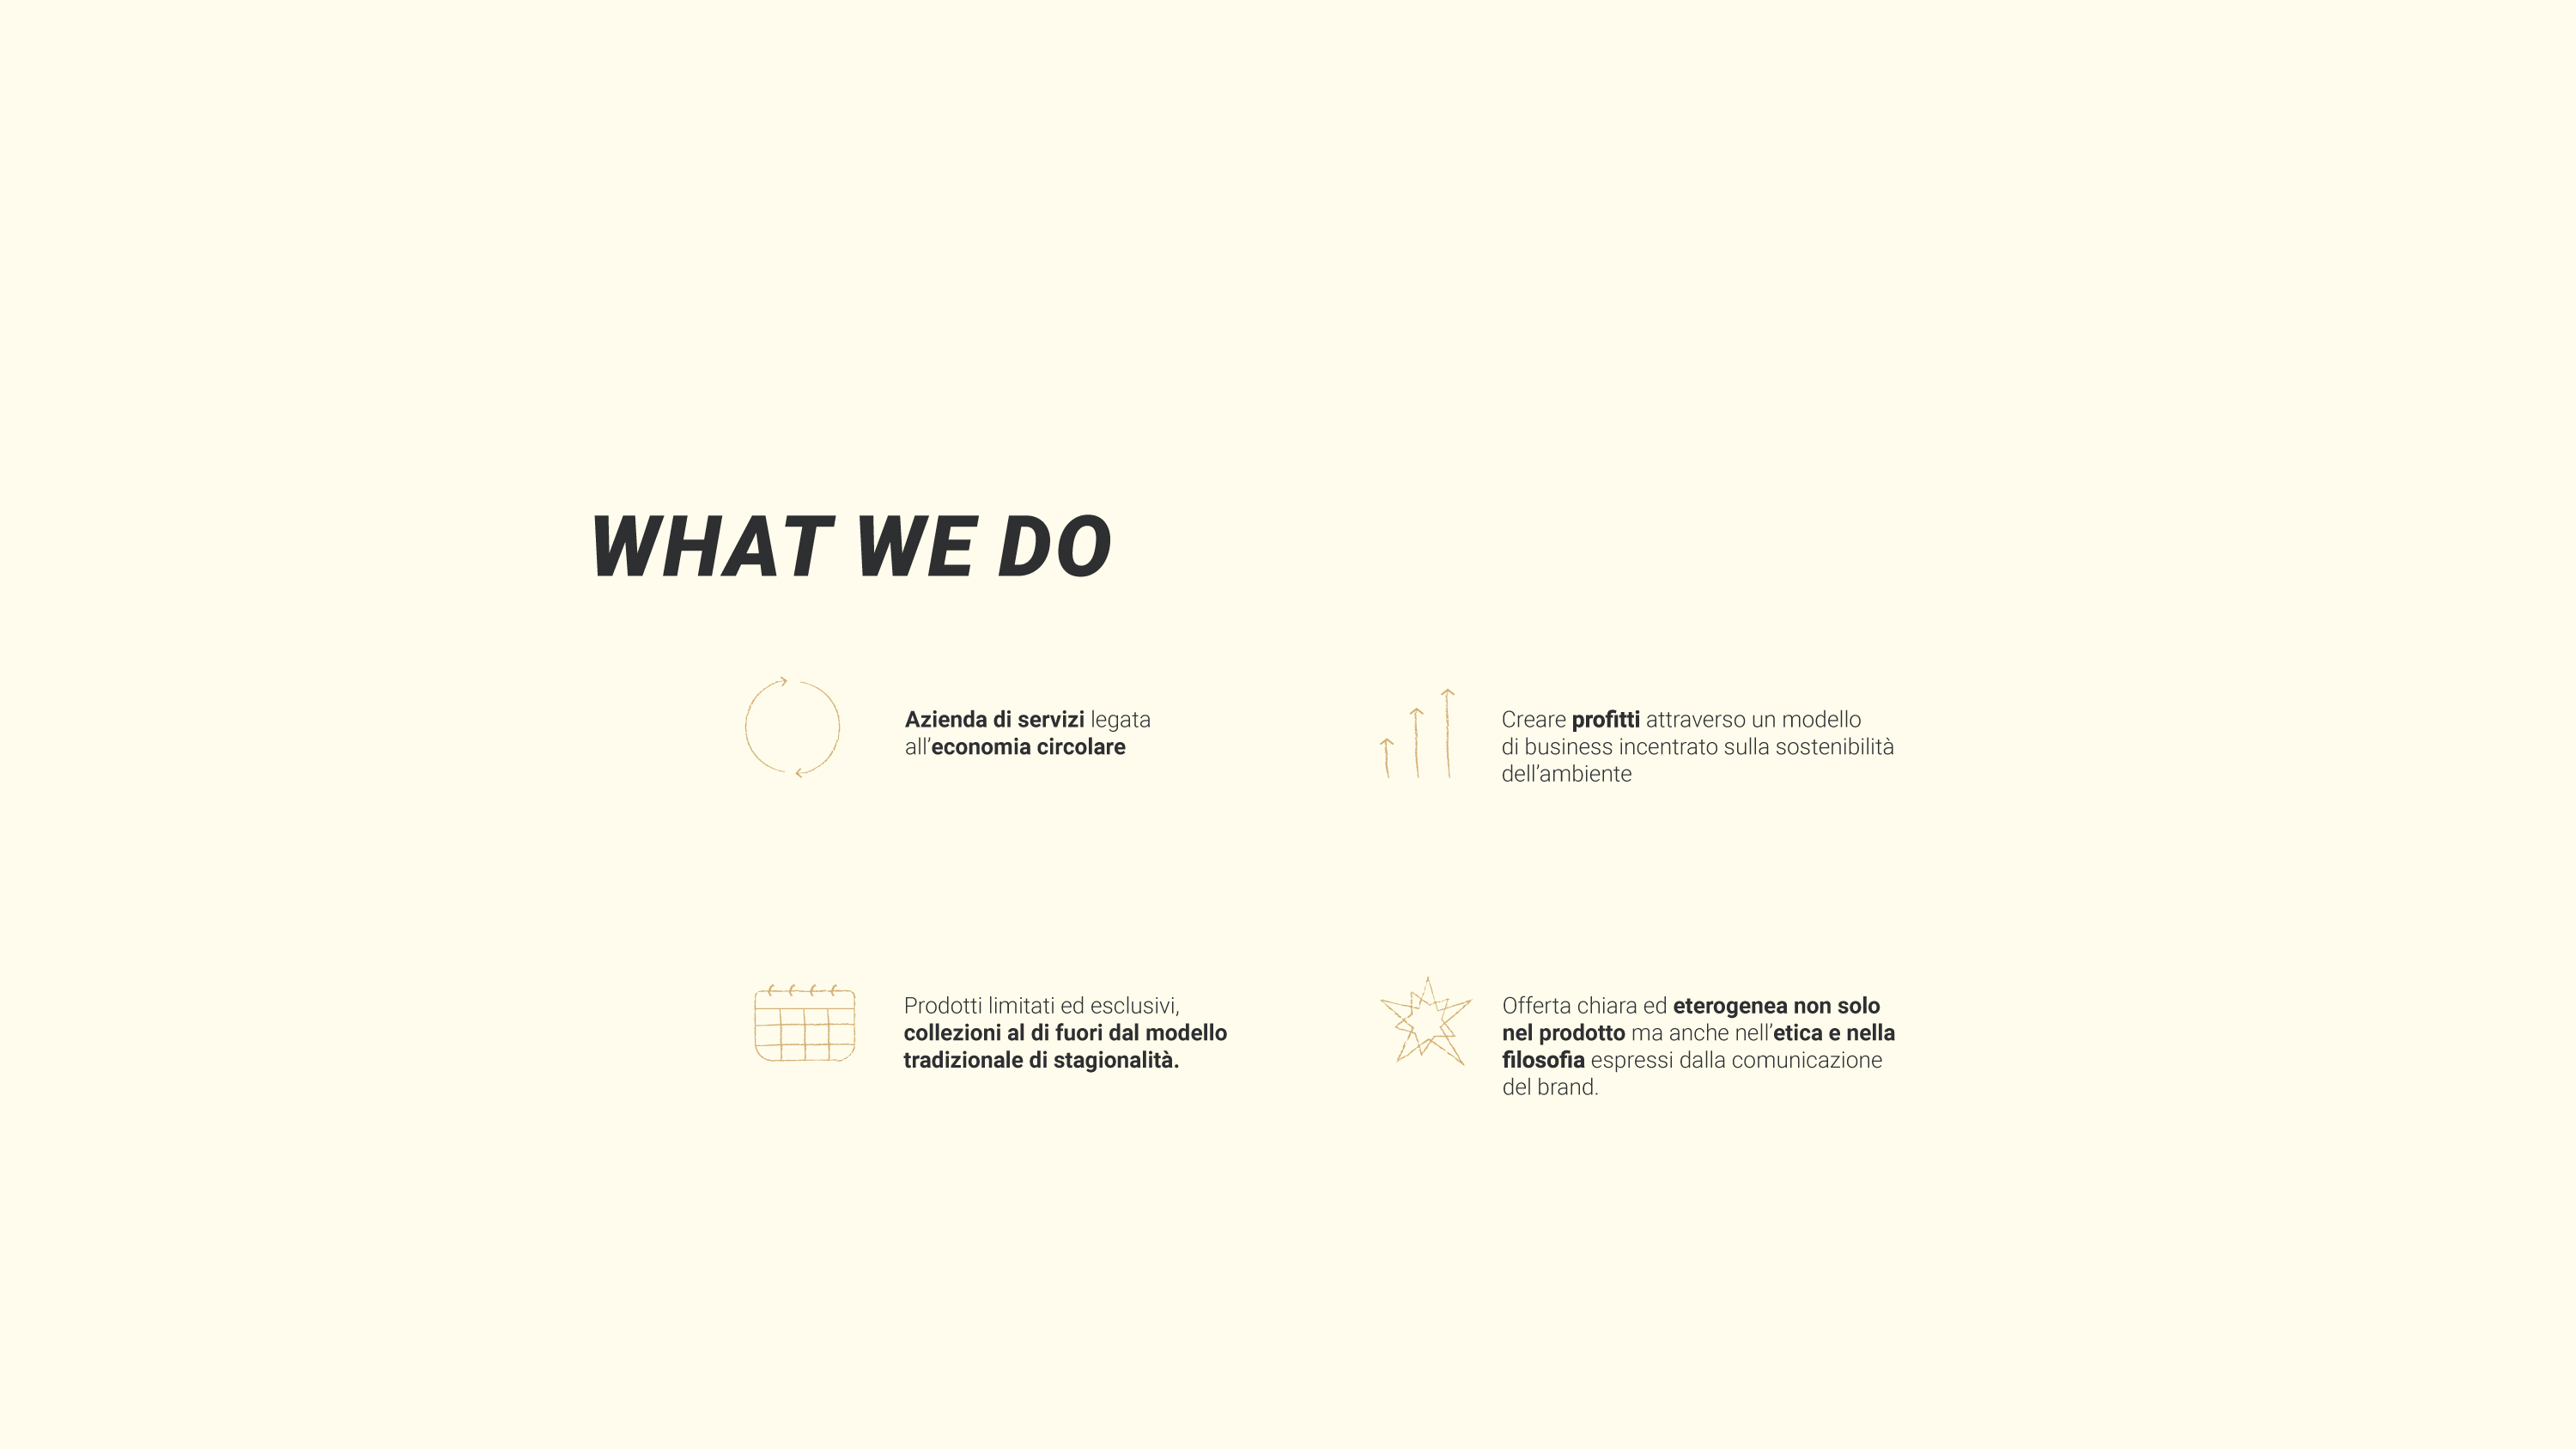 WHAT WE DO
Azienda di servizi legata
all’economia circolare
Creare profitti attraverso un modello
di business incentrato sulla sostenibilità
dell’ambiente
Prodotti limitati ed esclusivi,
collezioni al di fuori dal modello
tradizionale di stagionalità.
Offerta chiara ed eterogenea non solo
nel prodotto ma anche nell’etica e nella
filosofia espressi dalla comunicazione
del brand.